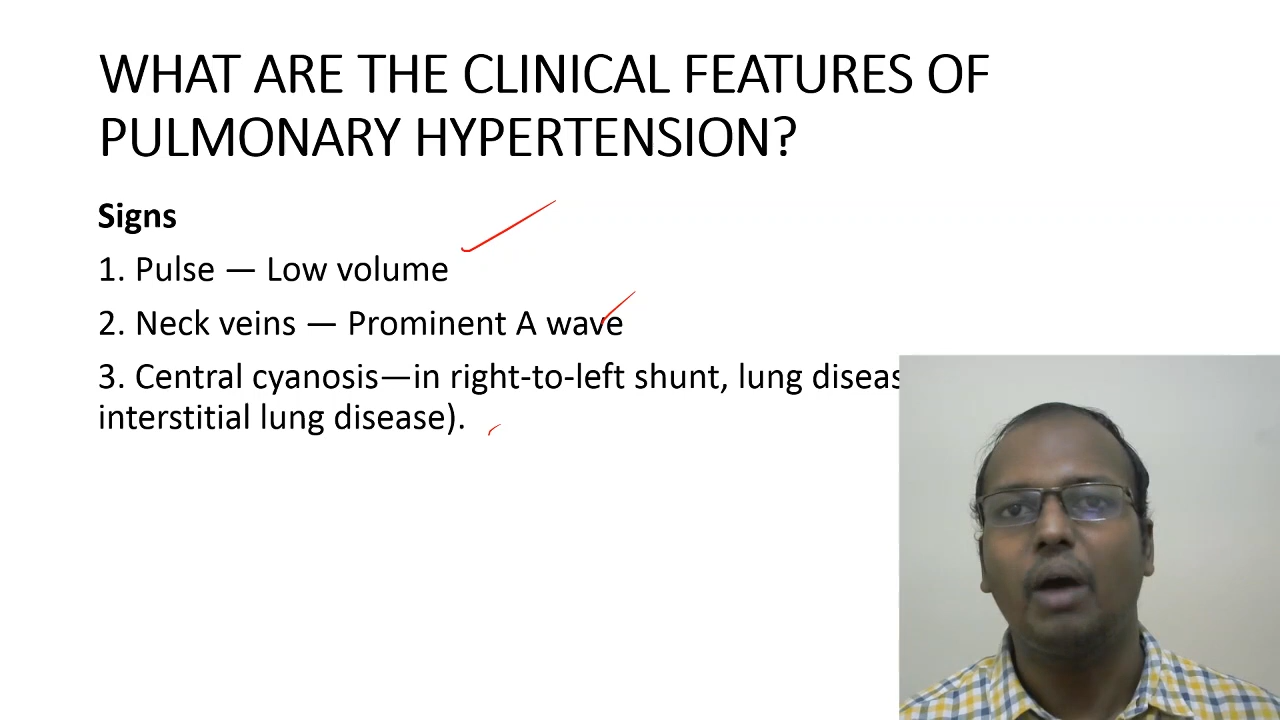 WHAT ARE THE CLINICAL FEATURES OF
PULMONARY HYPERTENSION?
Signs
1. Pulse — Low volume
2. Neck veins — Prominent A wave
3. Central cyanosis—in right-to-left shunt, lung
interstitial lung disease).